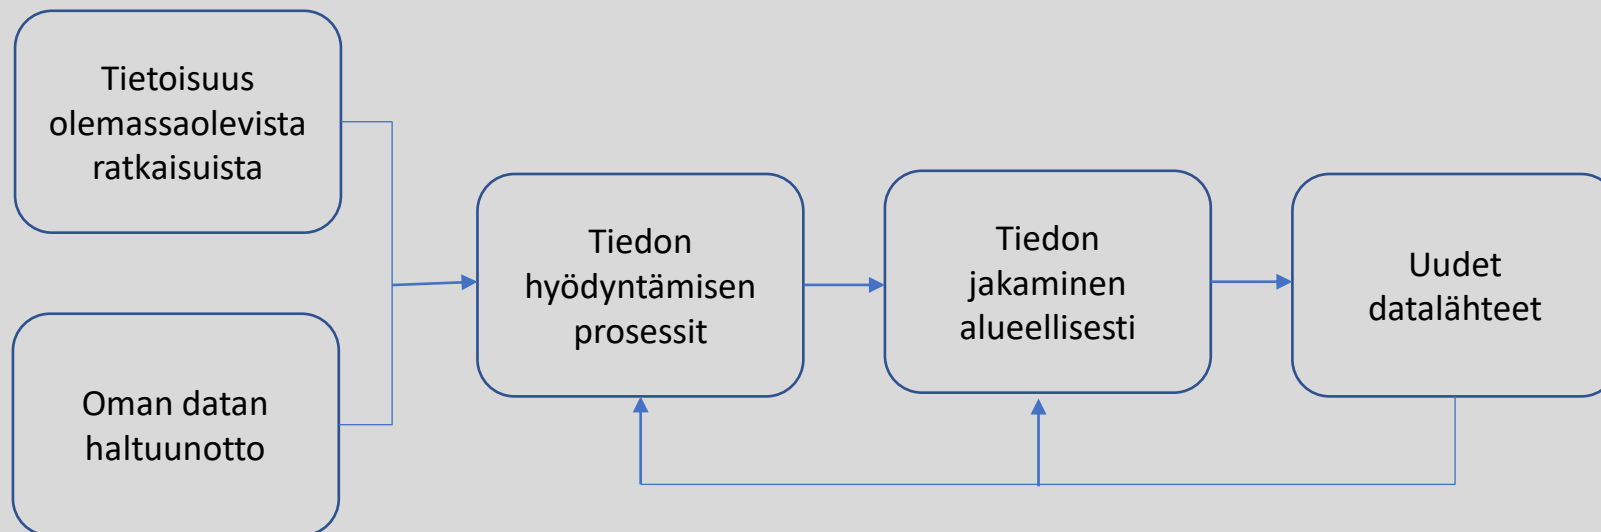 Tietoisuus
olemassaolevista
ratkaisuista
Oman datan
haltuunotto
Tiedon
hyödyntämisen
prosessit
Tiedon
jakaminen
alueellisesti
Uudet
datalähteet